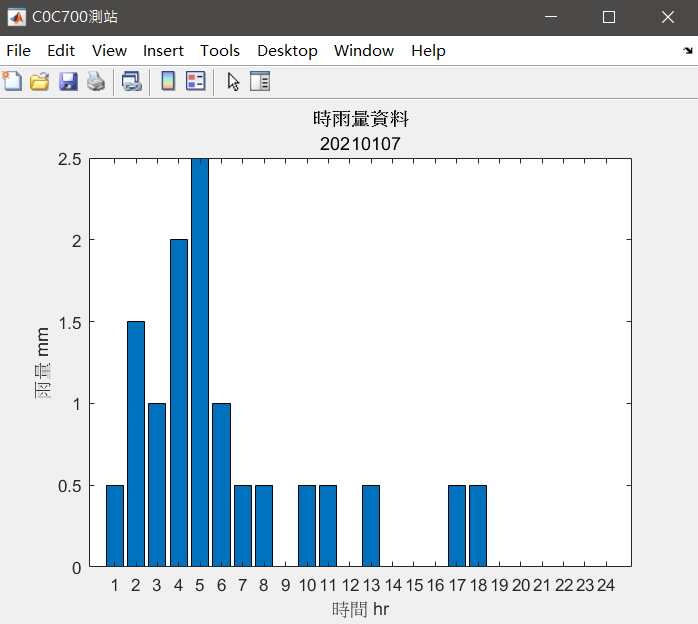 C0C700測站
File Edit View Insert Tools Desktop Window Help
時雨量資料
20210107
2.5
2
1.5
1
0.5
0
雨量 mm
1 2 3 4 5 6 7 8 9 10 11 12 13 14 15 16 17 18 19 20 21 22 23 24
時間 hr